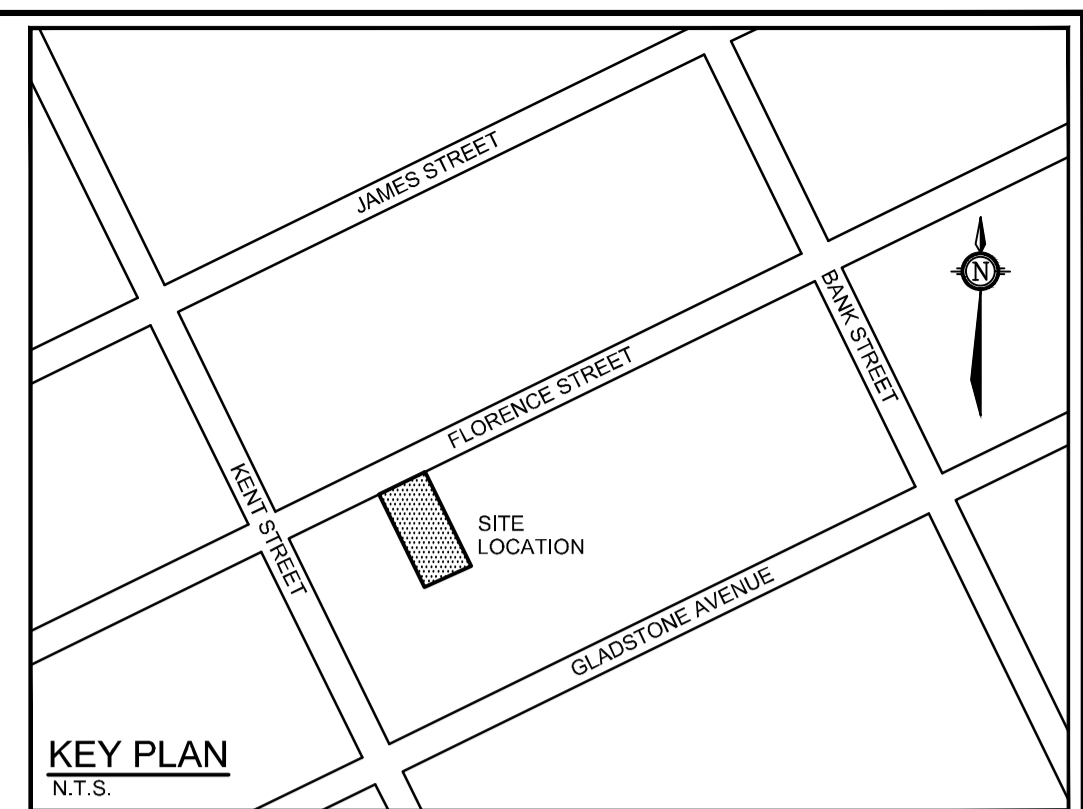 JAMES STREET
N
BANK STREET
FLORENCE STREET
KENT STREET
SITE
LOCATION
GLADSTONE AVENUE
KEY PLAN
N.T.S.